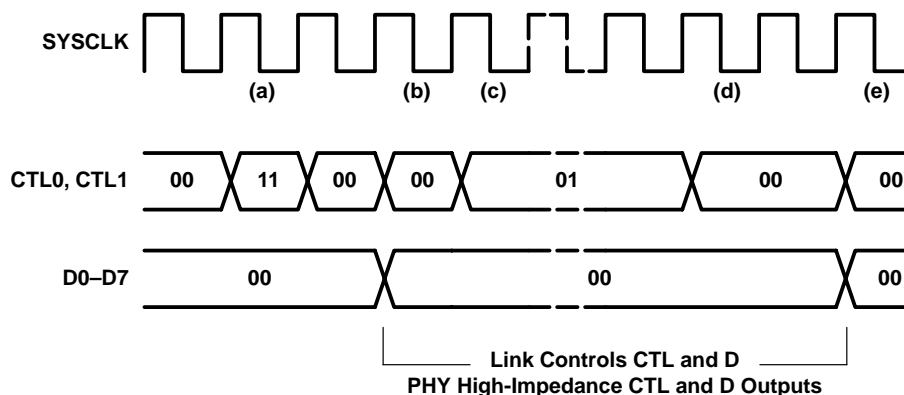 SYSCLK
(a) (b) (c) (d) (e)
CTL0, CTL1 00 11 00 00 01 00 00
D0–D7 00 00 00
Link Controls CTL and D
PHY High-Impedance CTL and D Outputs